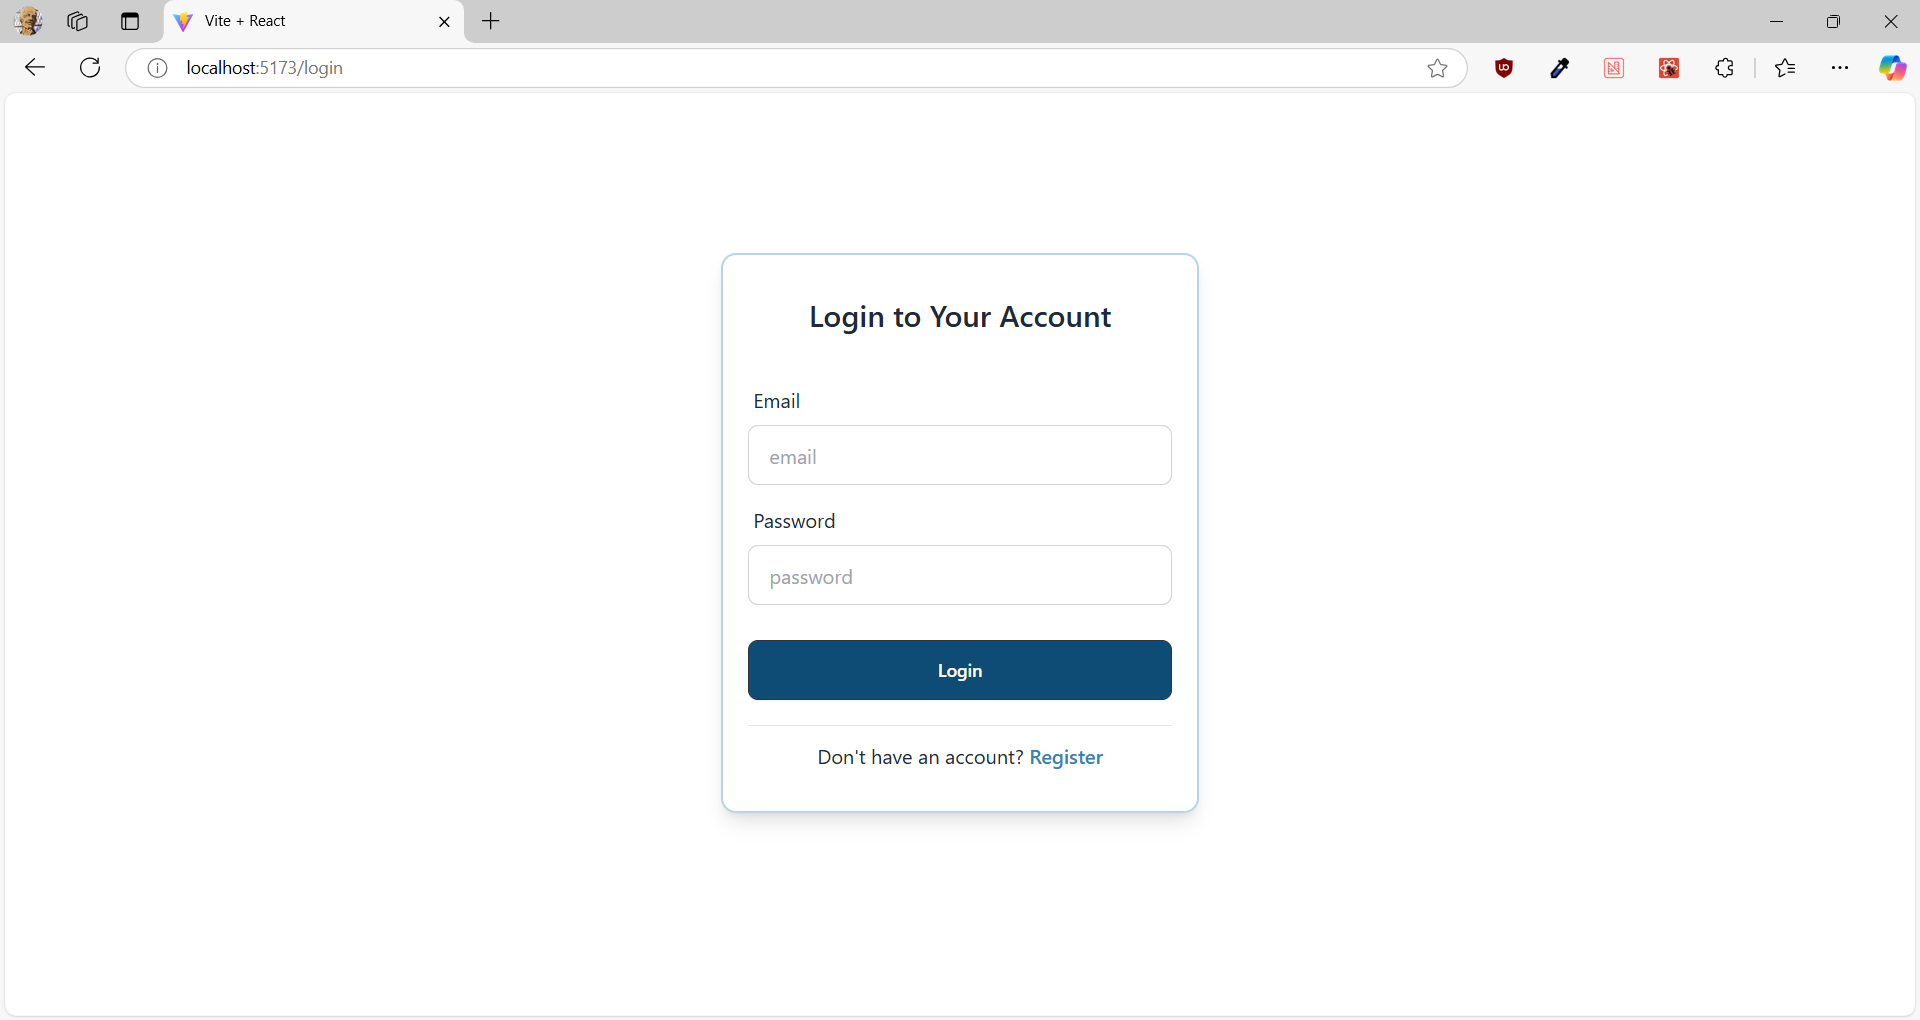 Vite + React
localhost:5173/login
Login to Your Account
Email
email
Password
password
Login
Don't have an account? Register